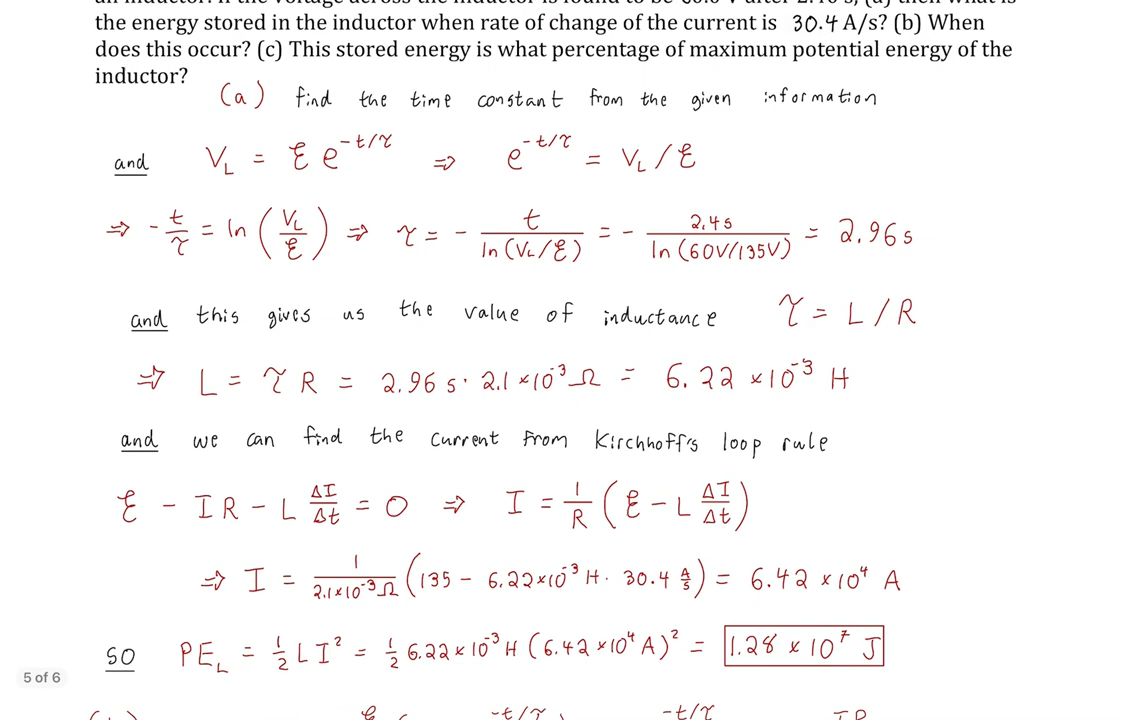 the energy stored in the inductor when rate of change of the current is 30.4 A/s? (b) When
does this occur? (c) This stored energy is what percentage of maximum potential energy of the
inductor?
(a) find the time constant from the given information
and V_L = ℰ e^{-t/τ} ⇒ e^{-t/τ} = V_L / ℰ
⇒ -t/τ = ln (V_L/ℰ) ⇒ τ = - t / ln (V_L/ℰ) = - 2.4s / ln (60V/135V) = 2.96 s
and this gives us the value of inductance τ = L / R
⇒ L = τ R = 2.96 s · 2.1 × 10^{-3} Ω = 6.22 × 10^{-3} H
and we can find the current from Kirchhoff's loop rule
ℰ - I R - L ΔI/Δt = 0 ⇒ I = 1/R (ℰ - L ΔI/Δt)
⇒ I = 1 / 2.1×10^{-3} Ω (135 - 6.22×10^{-3} H · 30.4 A/s) = 6.42 × 10^4 A
so PE_L = 1/2 L I^2 = 1/2 6.22 × 10^{-3} H (6.42 × 10^4 A)^2 = 1.28 × 10^7 J
5 of 6